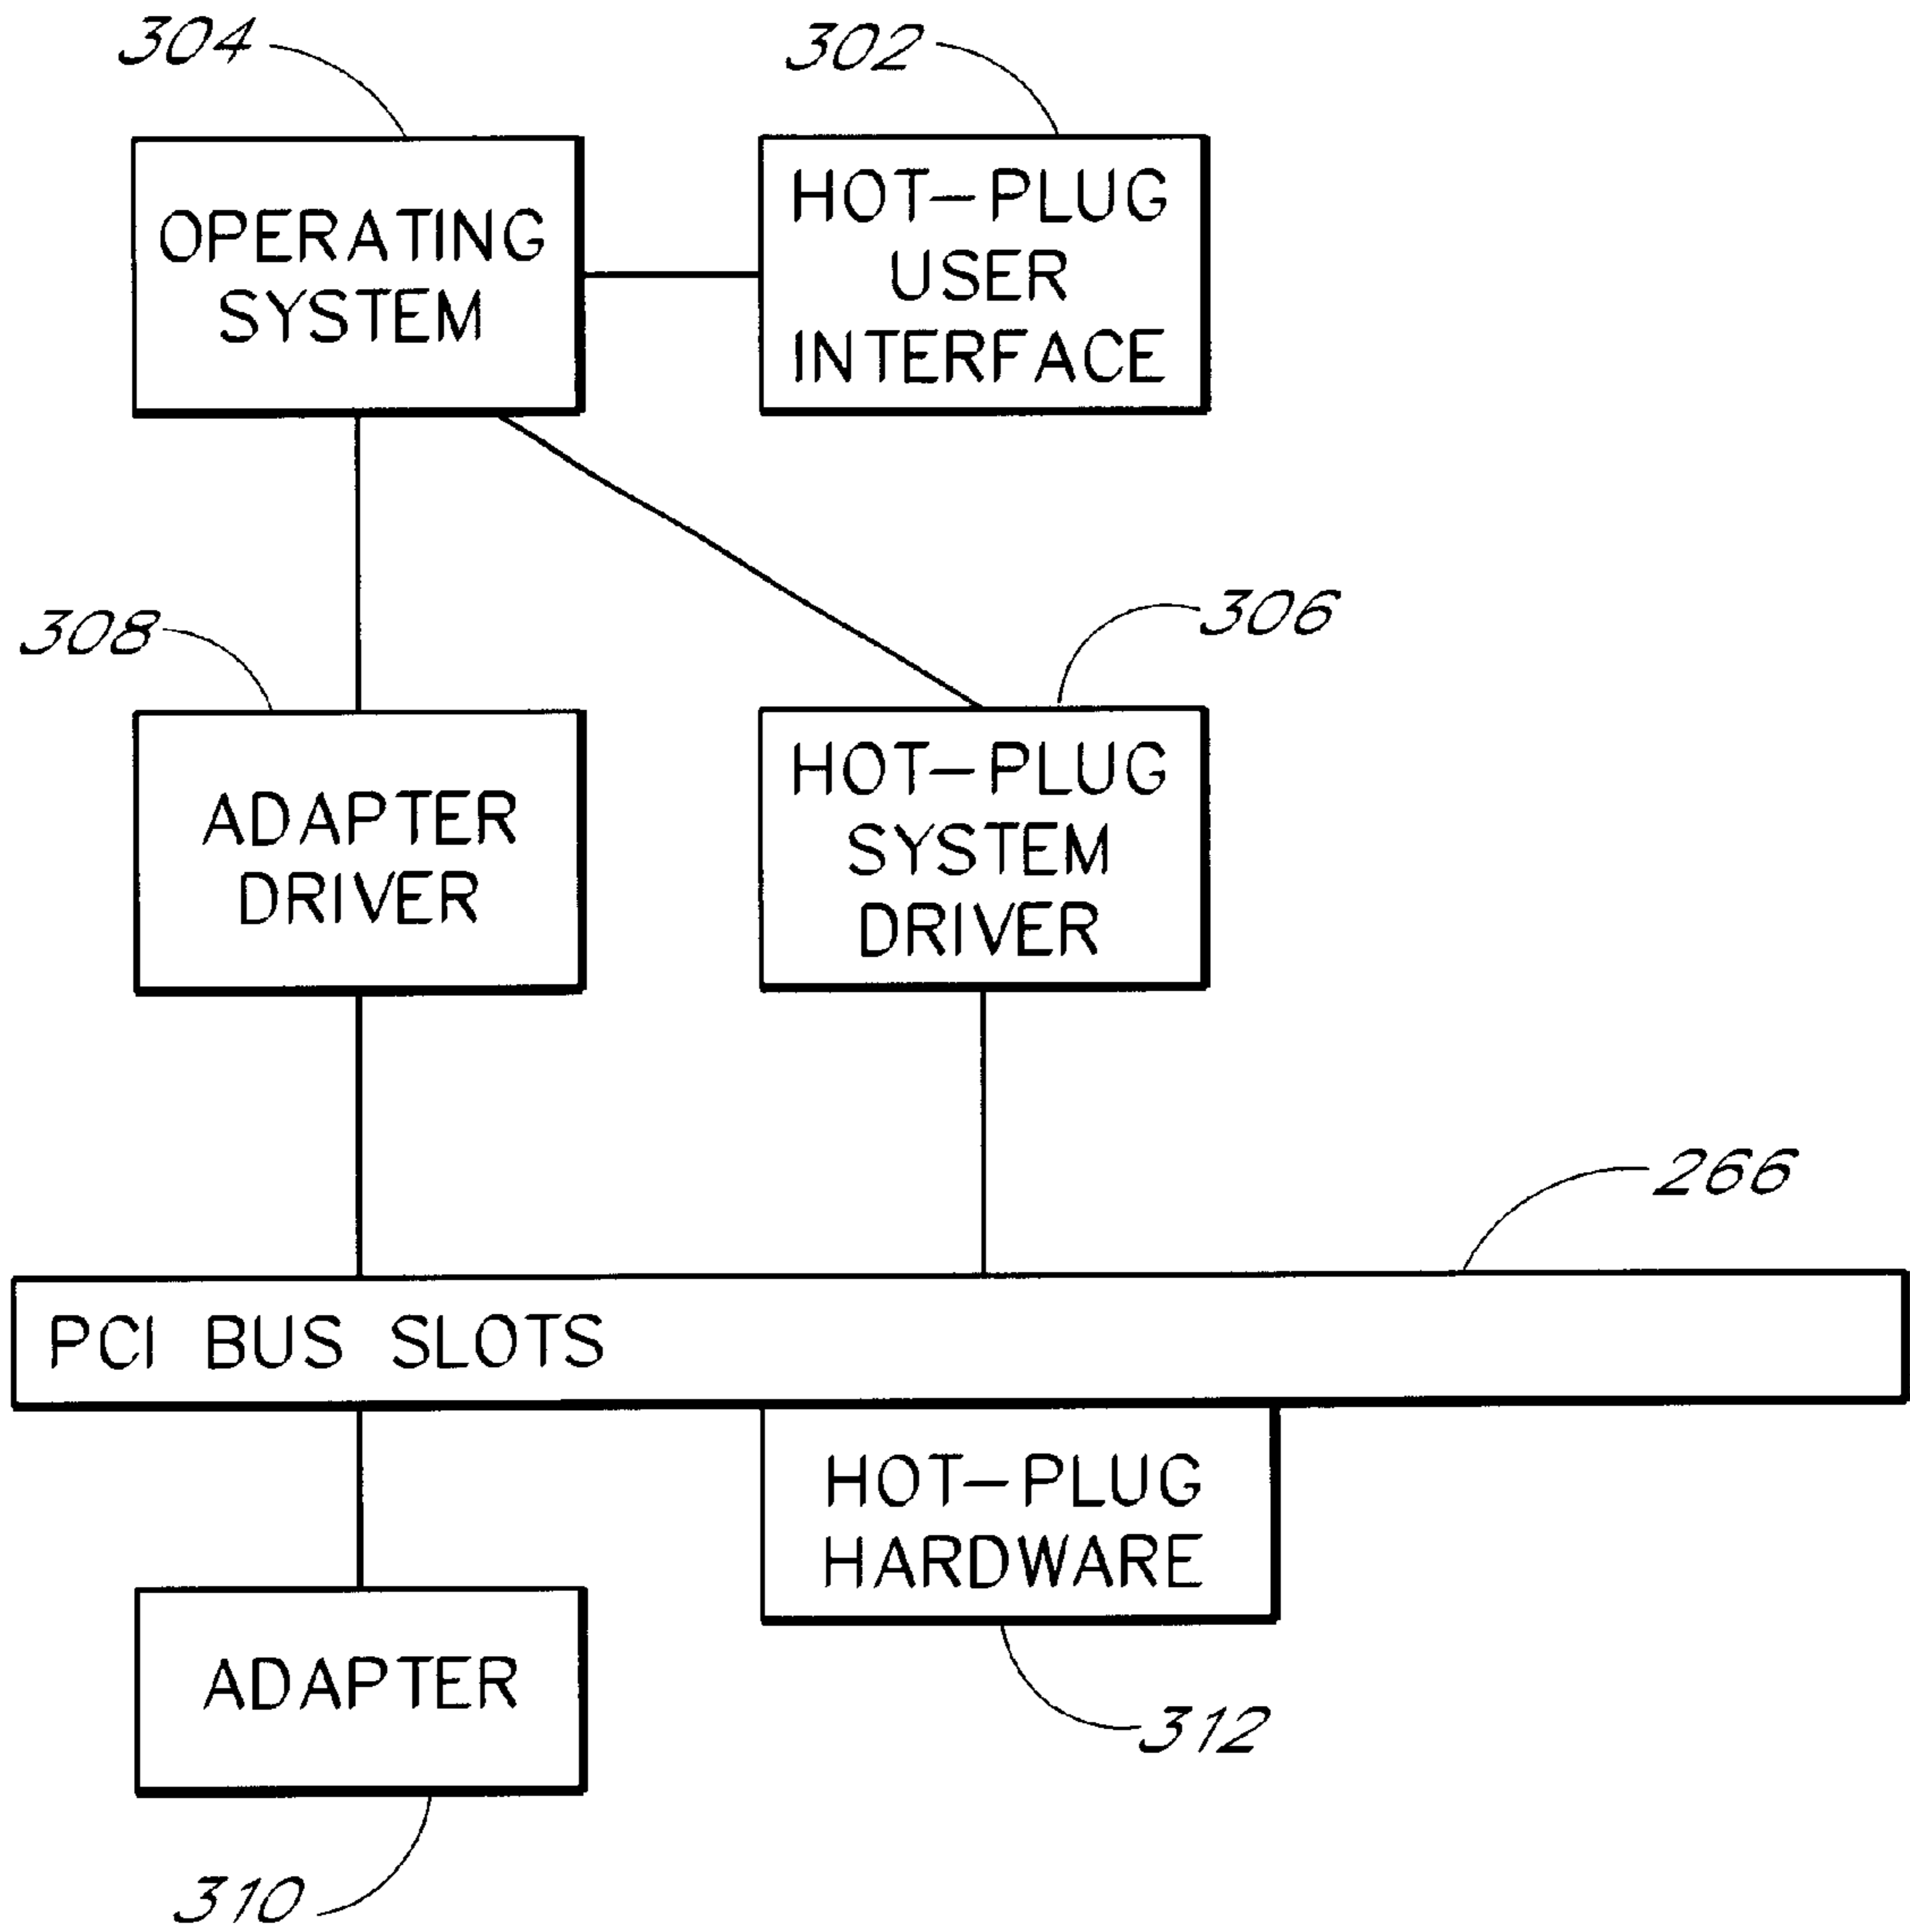 304
302
OPERATING
SYSTEM
HOT-PLUG
USER
INTERFACE
308
306
ADAPTER
DRIVER
HOT-PLUG
SYSTEM
DRIVER
266
PCI BUS SLOTS
HOT-PLUG
HARDWARE
ADAPTER
312
310